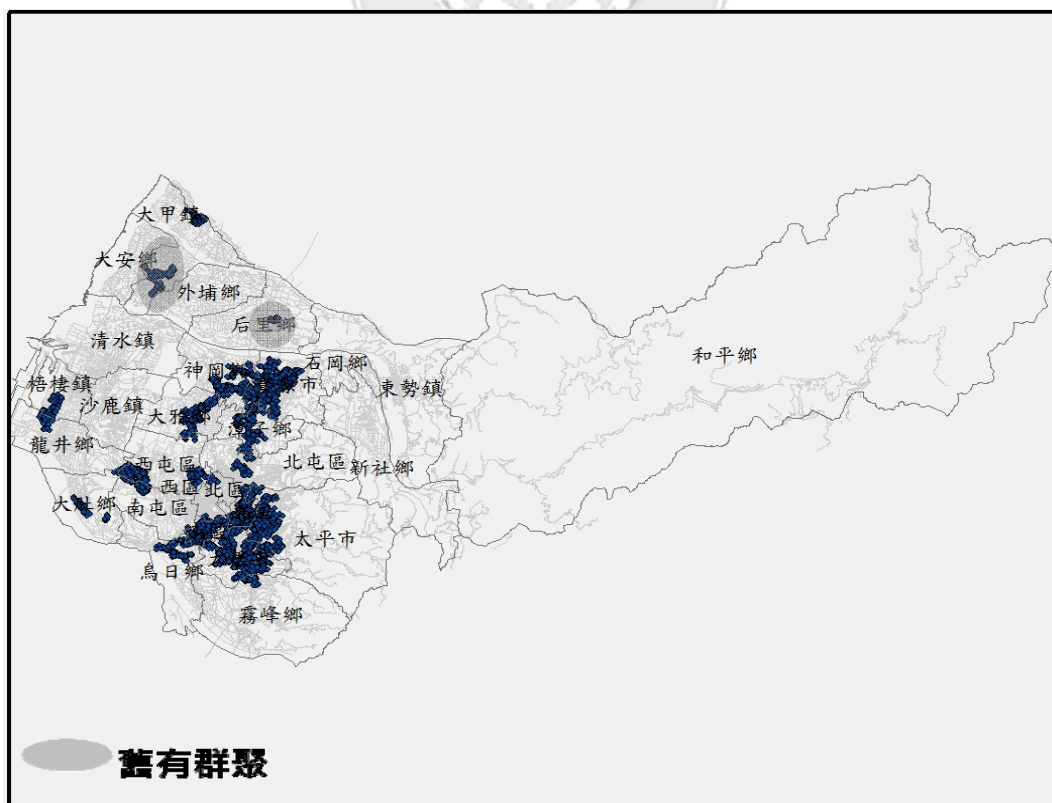 大甲鎮
大安鄉
外埔鄉
后里鄉
清水鎮
神岡
石岡鄉
和平鄉
梧棲鎮
東勢鎮
沙鹿鎮
大雅鄉
潭子鄉
龍井鄉
西屯區
北屯區
新社鄉
西區
北區
大肚鄉
南屯區
太平市
烏日鄉
霧峰鄉
舊有群聚